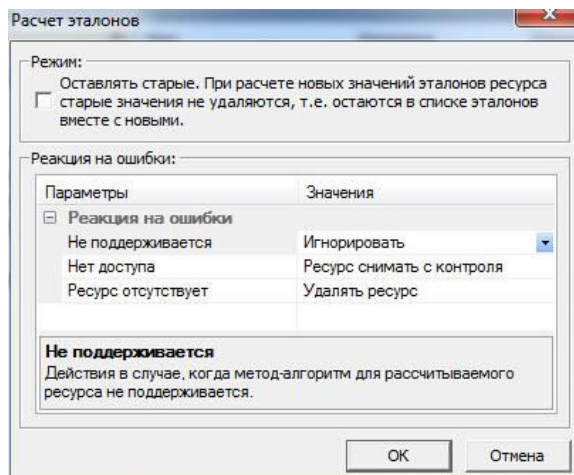 Расчет эталонов
Режим:
Оставлять старые. При расчете новых значений эталонов ресурса
старые значения не удаляются, т.е. остаются в списке эталонов
вместе с новыми.
Реакция на ошибки:
Параметры Значения
Реакция на ошибки
Не поддерживается Игнорировать
Нет доступа Ресурс снимать с контроля
Ресурс отсутствует Удалять ресурс
Не поддерживается
Действия в случае, когда метод-алгоритм для рассчитываемого
ресурса не поддерживается.
OK Отмена